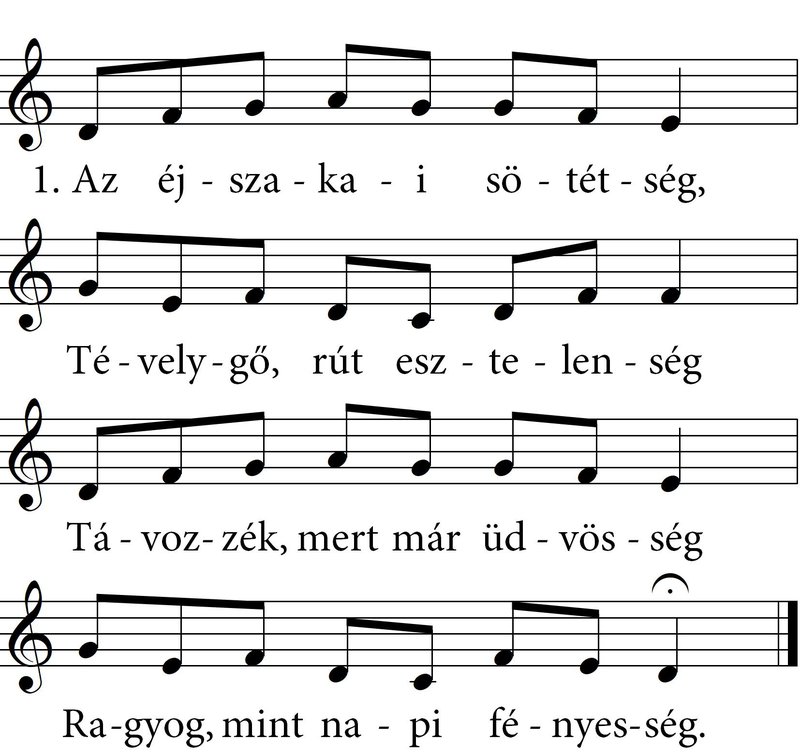 1. Az éj - sza - ka - i sö - tét - ség,
Té - vely - gő, rút esz - te - len - ség
Tá - voz - zék, mert már üd - vös - ség
Ra - gyog, mint na - pi fé - nyes - ség.